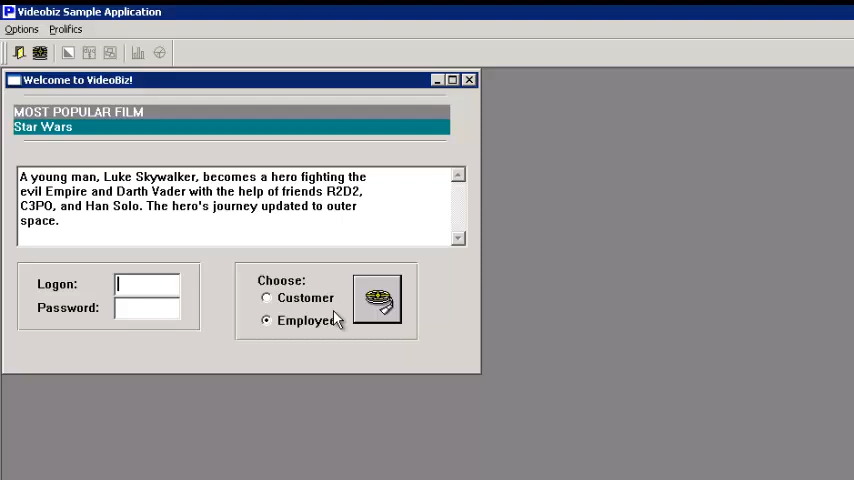 Videobiz Sample Application
Options Prolifics
Welcome to VideoBiz!
MOST POPULAR FILM
Star Wars
A young man, Luke Skywalker, becomes a hero fighting the
evil Empire and Darth Vader with the help of friends R2D2,
C3PO, and Han Solo. The hero's journey updated to outer
space.
Logon:
Password:
Choose:
Customer
Employee